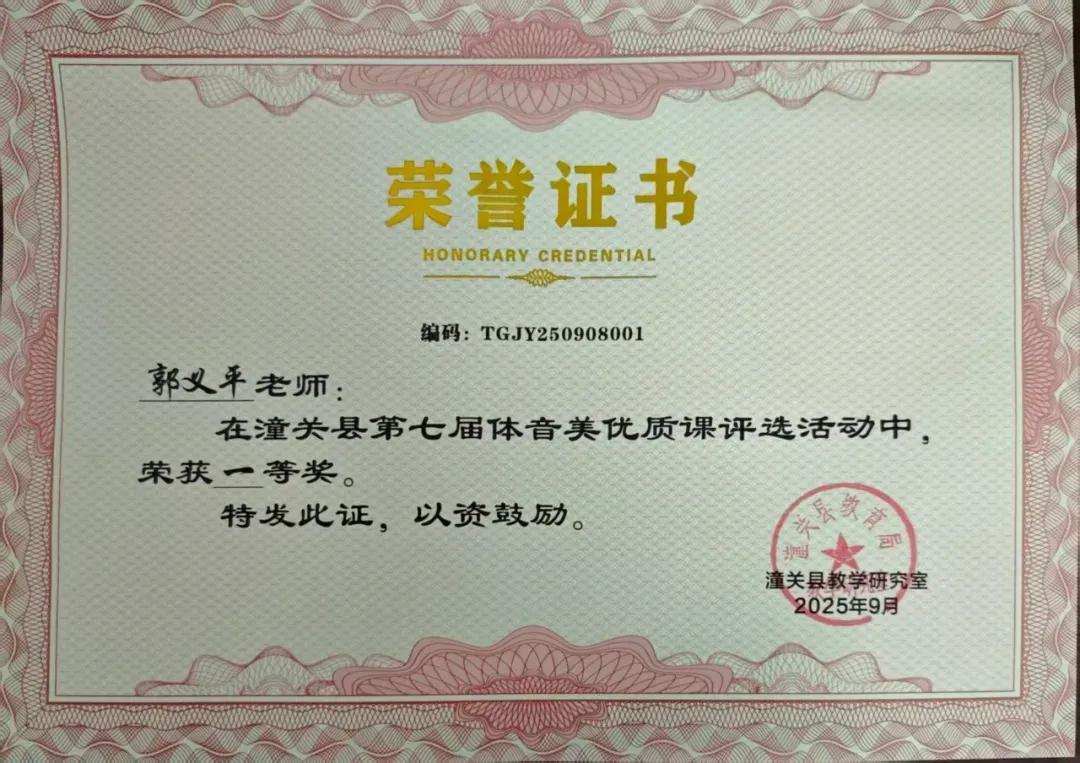 荣誉证书
HONORARY CREDENTIAL
编码：TGJY250908001
郭义平老师：
在潼关县第七届体音美优质课评选活动中，
荣获一等奖。
特发此证，以资鼓励。
潼关县教育局
潼关县教学研究室
2025年9月